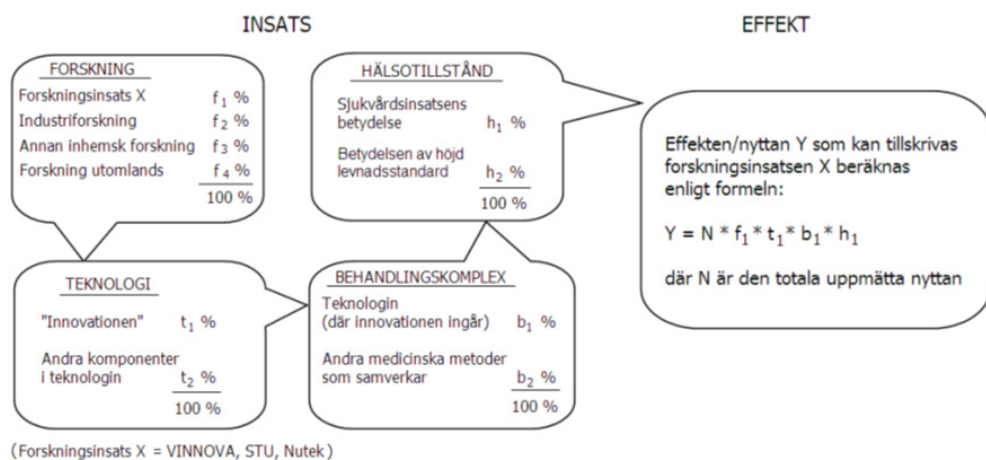 INSATS
EFFEKT
FORSKNING
Forskningsinsats X f₁ %
Industriforskning f₂ %
Annan inhemsk forskning f₃ %
Forskning utomlands f₄ %
100 %
HÄLSOTILLSTÅND
Sjukvårdsinsatsens
betydelse h₁ %
Betydelsen av höjd
levnadsstandard h₂ %
100 %
TEKNOLOGI
"Innovationen" t₁ %
Andra komponenter
i teknologin t₂ %
100 %
BEHANDLINGSKOMPLEX
Teknologin
(där innovationen ingår) b₁ %
Andra medicinska metoder
som samverkar b₂ %
100 %
Effekten/nyttan Y som kan tillskrivas
forskningsinsatsen X beräknas
enligt formeln:
Y = N * f₁ * t₁ * b₁ * h₁
där N är den totala uppmätta nyttan
(Forskningsinsats X = VINNOVA, STU, Nutek)